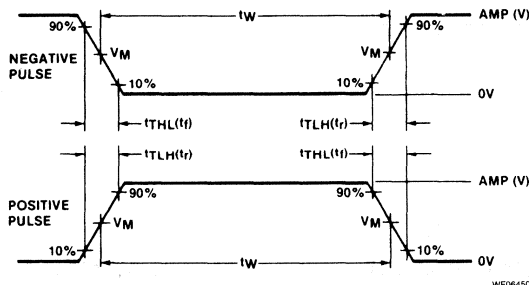 tW
90%
90%
AMP (V)
NEGATIVE
PULSE
VM
VM
10%
10%
0V
tTHL(tf)
tTLH(tr)
tTLH(tr)
tTHL(tf)
POSITIVE
PULSE
90%
90%
AMP (V)
VM
VM
10%
10%
0V
tW
WF06450